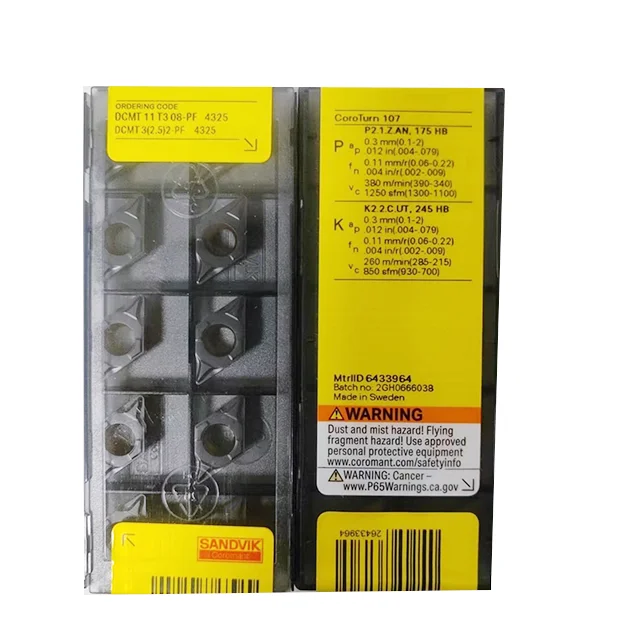 ORDERING CODE
DCMT 11 T3 08-PF 4325
DCMT 3(2,5)2-PF 4325
SANDVIK
Coromant
CoroTurn 107
P2.1.Z.AN, 175 HB
P ap 0.3 mm(0.1-2)
.012 in(.004-.079)
fn 0.11 mm/r(0.06-0.22)
.004 in/r(.002-.009)
vc 380 m/min(390-340)
1250 sfm(1300-1100)
K2.2.C.UT, 245 HB
K ap 0.3 mm(0.1-2)
.012 in(.004-.079)
fn 0.11 mm/r(0.06-0.22)
.004 in/r(.002-.009)
vc 260 m/min(285-215)
850 sfm(930-700)
MtrlID 6433964
Batch no: 2GH0666038
Made in Sweden
WARNING
Dust and mist hazard! Flying
fragment hazard! Use approved
personal protective equipment
www.coromant.com/safetyinfo
WARNING: Cancer –
www.P65Warnings.ca.gov
26433964